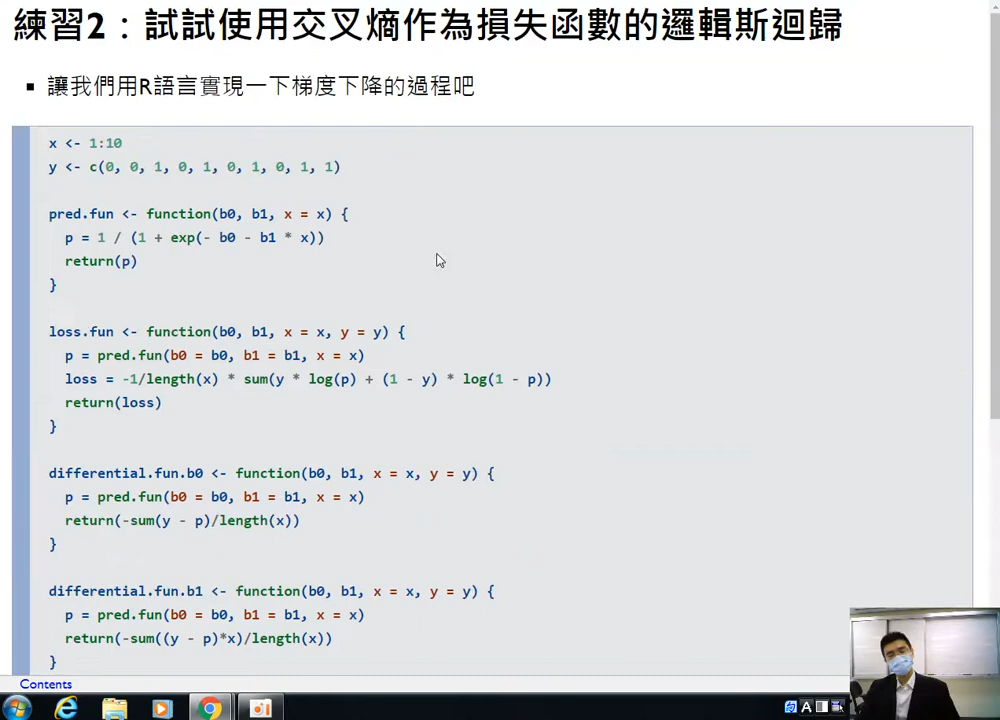 練習2：試試使用交叉熵作為損失函數的邏輯斯迴歸
讓我們用R語言實現一下梯度下降的過程吧
x <- 1:10
y <- c(0, 0, 1, 0, 1, 0, 1, 0, 1, 1)
pred.fun <- function(b0, b1, x = x) {
p = 1 / (1 + exp(- b0 - b1 * x))
return(p)
}
loss.fun <- function(b0, b1, x = x, y = y) {
p = pred.fun(b0 = b0, b1 = b1, x = x)
loss = -1/length(x) * sum(y * log(p) + (1 - y) * log(1 - p))
return(loss)
}
differential.fun.b0 <- function(b0, b1, x = x, y = y) {
p = pred.fun(b0 = b0, b1 = b1, x = x)
return(-sum(y - p)/length(x))
}
differential.fun.b1 <- function(b0, b1, x = x, y = y) {
p = pred.fun(b0 = b0, b1 = b1, x = x)
return(-sum((y - p)*x)/length(x))
}
Contents
A